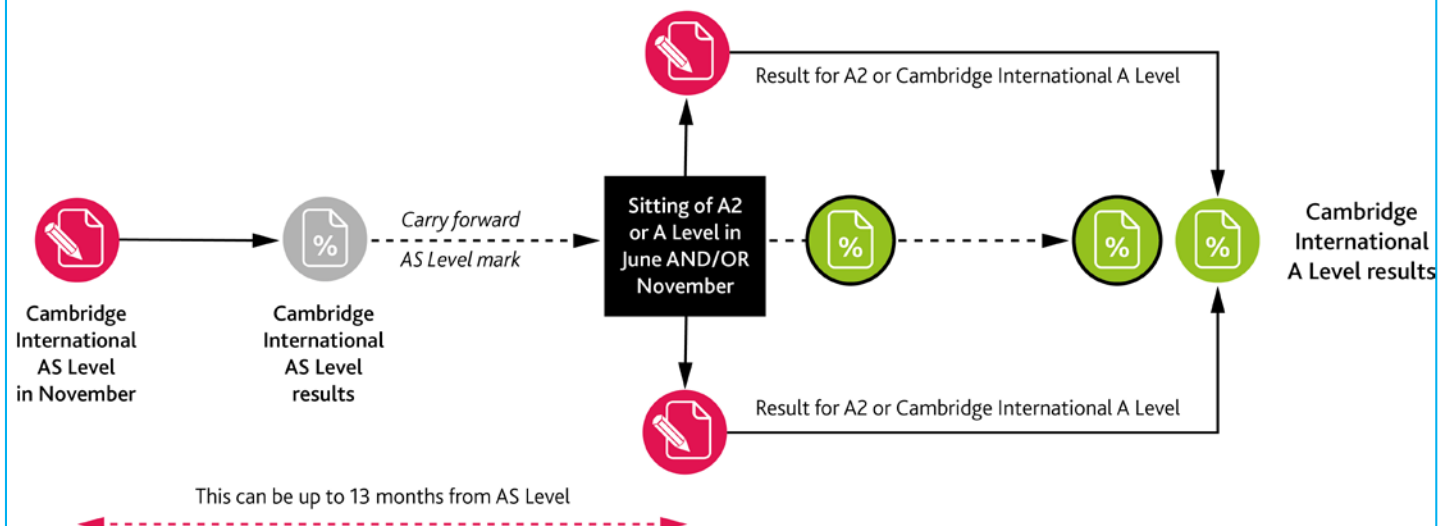 Result for A2 or Cambridge International A Level
Cambridge
International
AS Level
in November
%
Cambridge
International
AS Level
results
Carry forward
AS Level mark
Sitting of A2
or A Level in
June AND/OR
November
%
%
%
Cambridge
International
A Level results
Result for A2 or Cambridge International A Level
This can be up to 13 months from AS Level